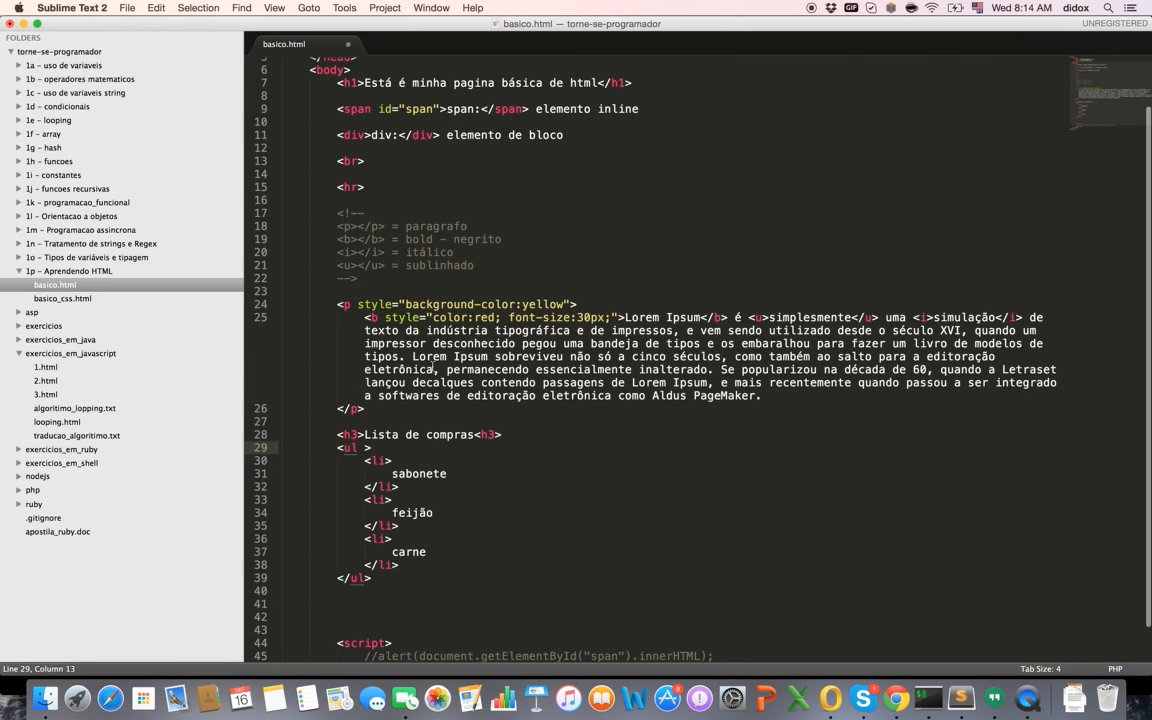 Sublime Text 2 File Edit Selection Find View Goto Tools Project Window Help GIF Wed 8:14 AM didox
basico.html — torne-se-programador UNREGISTERED
FOLDERS
torne-se-programador
1a - uso de variaveis
1b - operadores matematicos
1c - uso de variaveis string
1d - condicionais
1e - looping
1f - array
1g - hash
1h - funcoes
1i - constantes
1j - funcoes recursivas
1k - programacao_funcional
1l - Orientacao a objetos
1m - Programacao assincrona
1n - Tratamento de strings e Regex
1o - Tipos de variáveis e tipagem
1p - Aprendendo HTML
basico.html
basico_css.html
asp
exercicios
exercicios_em_java
exercicios_em_javascript
1.html
2.html
3.html
algoritimo_lopping.txt
looping.html
traducao_algoritimo.txt
exercicios_em_ruby
exercicios_em_shell
nodejs
php
ruby
.gitignore
apostila_ruby.doc
basico.html
5 </head>
6 <body>
7 <h1>Está é minha pagina básica de html</h1>
8
9 <span id="span">span:</span> elemento inline
10
11 <div>div:</div> elemento de bloco
12
13 <br>
14
15 <hr>
16
17 <!--
18 <p></p> = paragrafo
19 <b></b> = bold - negrito
20 <i></i> = itálico
21 <u></u> = sublinhado
22 -->
23
24 <p style="background-color:yellow">
25 <b style="color:red; font-size:30px;">Lorem Ipsum</b> é <u>simplesmente</u> uma <i>simulação</i> de
texto da indústria tipográfica e de impressos, e vem sendo utilizado desde o século XVI, quando um
impressor desconhecido pegou uma bandeja de tipos e os embaralhou para fazer um livro de modelos de
tipos. Lorem Ipsum sobreviveu não só a cinco séculos, como também ao salto para a editoração
eletrônica, permanecendo essencialmente inalterado. Se popularizou na década de 60, quando a Letraset
lançou decalques contendo passagens de Lorem Ipsum, e mais recentemente quando passou a ser integrado
a softwares de editoração eletrônica como Aldus PageMaker.
26 </p>
27
28 <h3>Lista de compras<h3>
29 <ul >
30 <li>
31 sabonete
32 </li>
33 <li>
34 feijão
35 </li>
36 <li>
37 carne
38 </li>
39 </ul>
40
41
42
43
44 <script>
45 //alert(document.getElementById("span").innerHTML);
Line 29, Column 13 Tab Size: 4 PHP